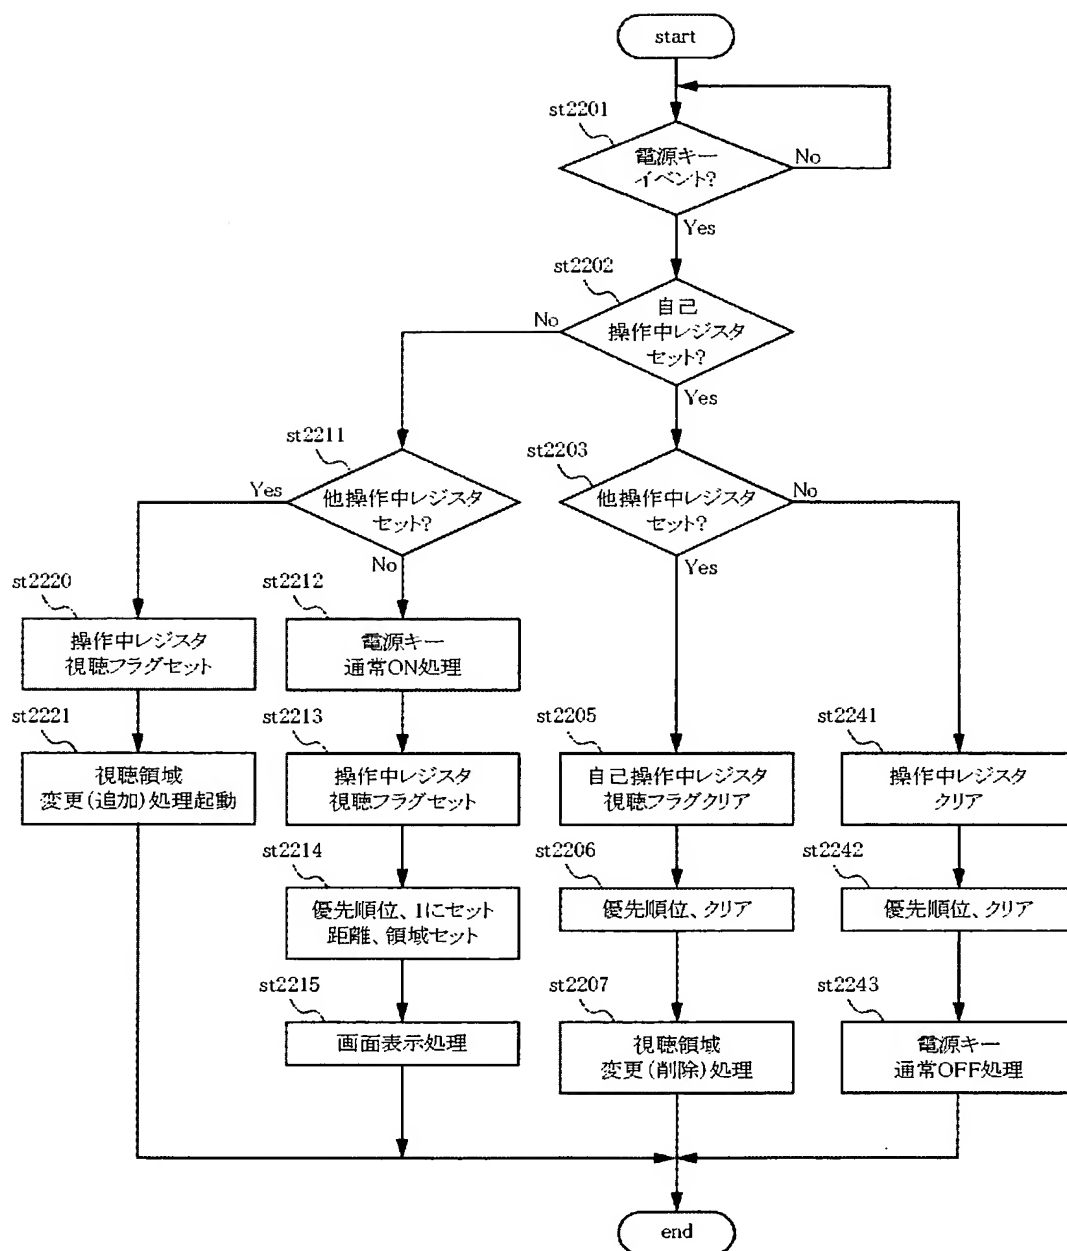 start
st2201
電源キー
イベント?
No
Yes
st2202
自己
操作中レジスタ
セット?
No
Yes
st2211
他操作中レジスタ
セット?
Yes
No
st2203
他操作中レジスタ
セット?
No
Yes
st2220
操作中レジスタ
視聴フラグセット
st2212
電源キー
通常ON処理
st2221
視聴領域
変更(追加)処理起動
st2213
操作中レジスタ
視聴フラグセット
st2205
自己操作中レジスタ
視聴フラグクリア
st2241
操作中レジスタ
クリア
st2214
優先順位、1にセット
距離、領域セット
st2206
優先順位、クリア
st2242
優先順位、クリア
st2215
画面表示処理
st2207
視聴領域
変更(削除)処理
st2243
電源キー
通常OFF処理
end